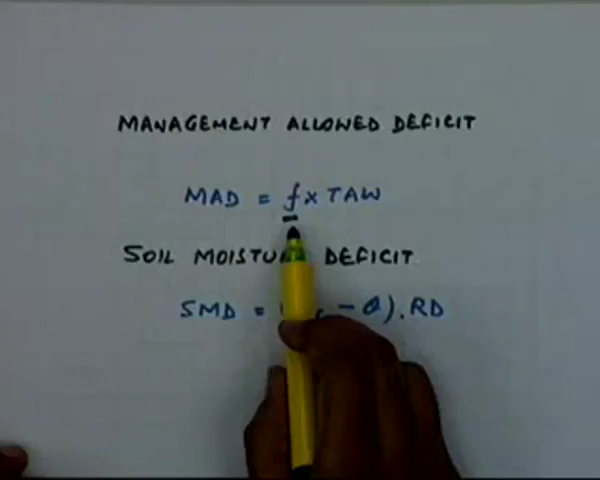 MANAGEMENT ALLOWED DEFICIT
MAD = f x TAW
SOIL DEFICIT
SMD = - θ). RD